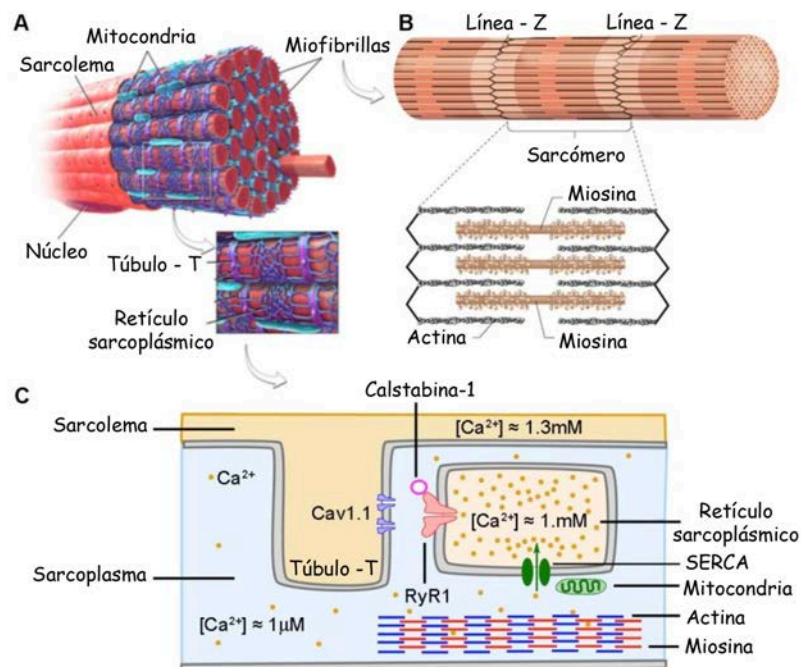 A
Mitocondria
Sarcolema
Miofibrillas
Núcleo
Túbulo - T
Retículo
sarcoplásmico
B
Línea - Z
Línea - Z
Sarcómero
Miosina
Actina
Miosina
C
Calstabina-1
Sarcolema
[Ca²⁺] ≈ 1.3mM
Ca²⁺
Cav1.1
[Ca²⁺] ≈ 1.mM
Retículo
sarcoplásmico
Túbulo -T
SERCA
Sarcoplasma
RyR1
Mitocondria
[Ca²⁺] ≈ 1µM
Actina
Miosina